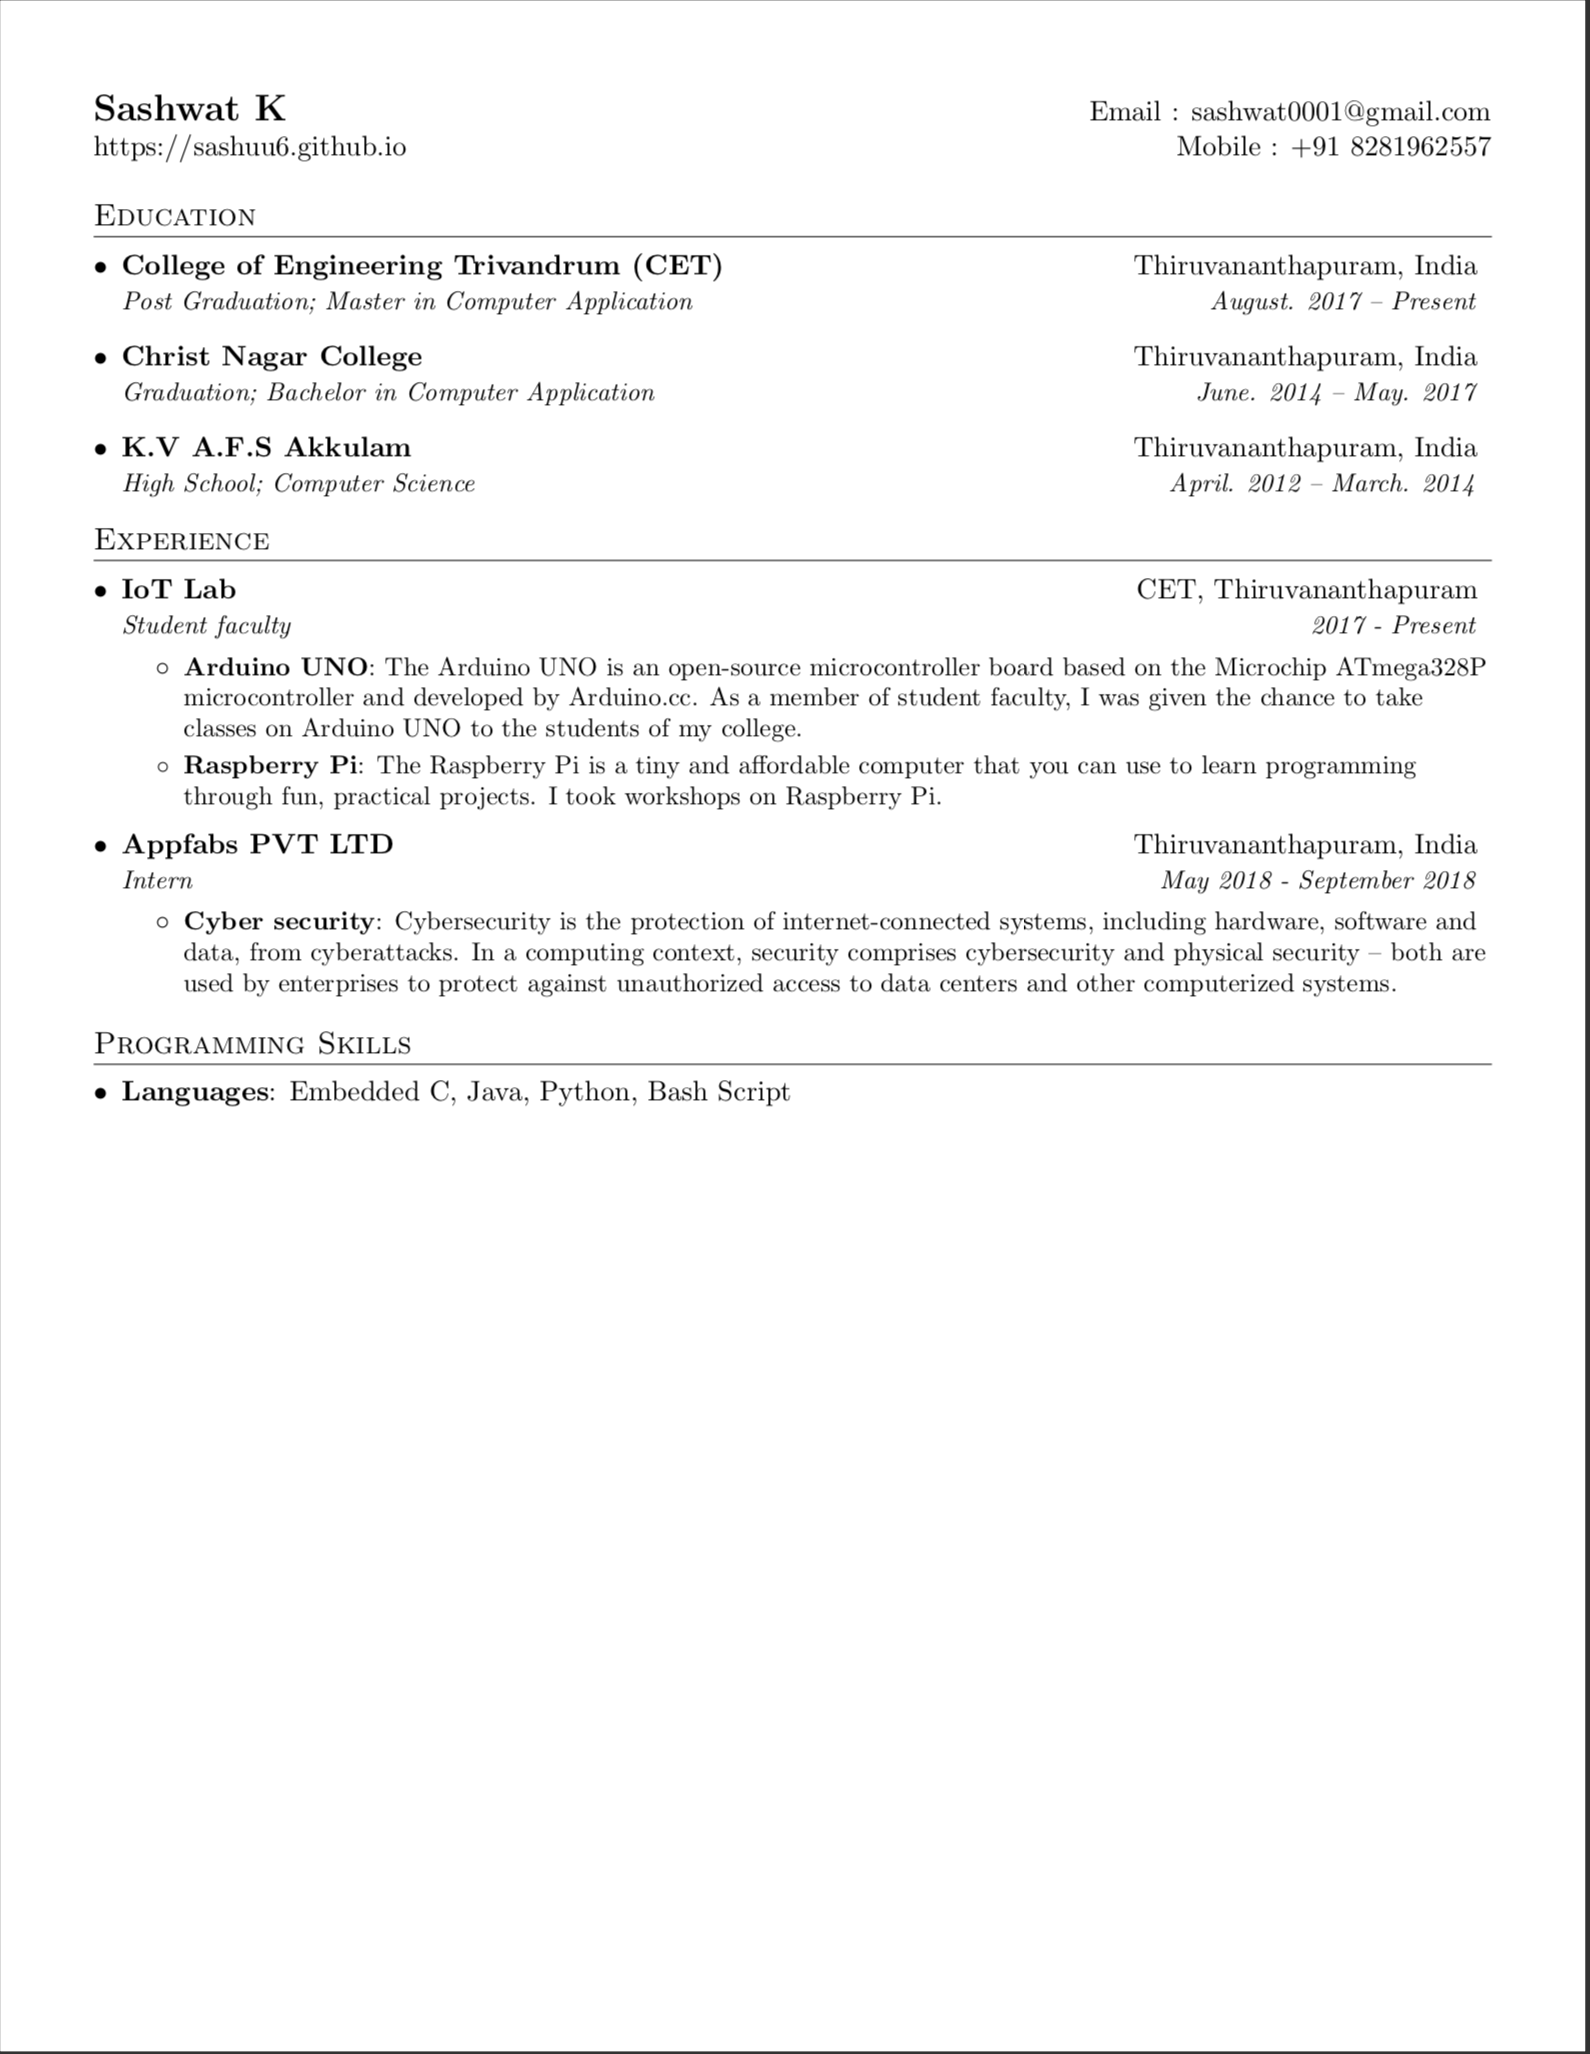 Sashwat K
Email : sashwat0001@gmail.com
https://sashuu6.github.io
Mobile : +91 8281962557
Education
• College of Engineering Trivandrum (CET) Thiruvananthapuram, India
Post Graduation; Master in Computer Application August. 2017 – Present
• Christ Nagar College Thiruvananthapuram, India
Graduation; Bachelor in Computer Application June. 2014 – May. 2017
• K.V A.F.S Akkulam Thiruvananthapuram, India
High School; Computer Science April. 2012 – March. 2014
Experience
• IoT Lab CET, Thiruvananthapuram
Student faculty 2017 - Present
◦ Arduino UNO: The Arduino UNO is an open-source microcontroller board based on the Microchip ATmega328P
microcontroller and developed by Arduino.cc. As a member of student faculty, I was given the chance to take
classes on Arduino UNO to the students of my college.
◦ Raspberry Pi: The Raspberry Pi is a tiny and affordable computer that you can use to learn programming
through fun, practical projects. I took workshops on Raspberry Pi.
• Appfabs PVT LTD Thiruvananthapuram, India
Intern May 2018 - September 2018
◦ Cyber security: Cybersecurity is the protection of internet-connected systems, including hardware, software and
data, from cyberattacks. In a computing context, security comprises cybersecurity and physical security – both are
used by enterprises to protect against unauthorized access to data centers and other computerized systems.
Programming Skills
• Languages: Embedded C, Java, Python, Bash Script